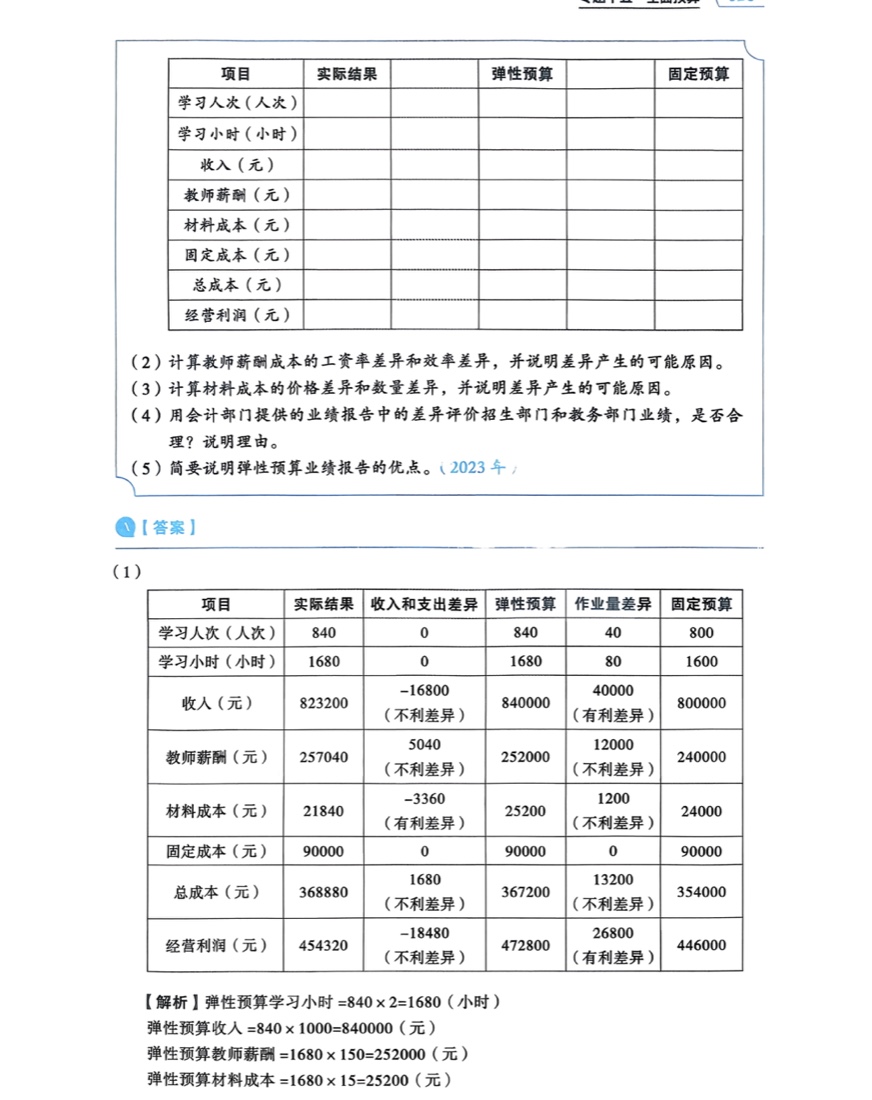 项目 实际结果 弹性预算 固定预算
学习人次（人次）
学习小时（小时）
收入（元）
教师薪酬（元）
材料成本（元）
固定成本（元）
总成本（元）
经营利润（元）
（2）计算教师薪酬成本的工资率差异和效率差异，并说明差异产生的可能原因。
（3）计算材料成本的价格差异和数量差异，并说明差异产生的可能原因。
（4）用会计部门提供的业绩报告中的差异评价招生部门和教务部门业绩，是否合
理？说明理由。
（5）简要说明弹性预算业绩报告的优点。（2023 年）
【答案】
（1）
项目 实际结果 收入和支出差异 弹性预算 作业量差异 固定预算
学习人次（人次） 840 0 840 40 800
学习小时（小时） 1680 0 1680 80 1600
收入（元） 823200 -16800（不利差异） 840000 40000（有利差异） 800000
教师薪酬（元） 257040 5040（不利差异） 252000 12000（不利差异） 240000
材料成本（元） 21840 -3360（有利差异） 25200 1200（不利差异） 24000
固定成本（元） 90000 0 90000 0 90000
总成本（元） 368880 1680（不利差异） 367200 13200（不利差异） 354000
经营利润（元） 454320 -18480（不利差异） 472800 26800（有利差异） 446000
【解析】弹性预算学习小时 =840×2=1680（小时）
弹性预算收入 =840×1000=840000（元）
弹性预算教师薪酬 =1680×150=252000（元）
弹性预算材料成本 =1680×15=25200（元）